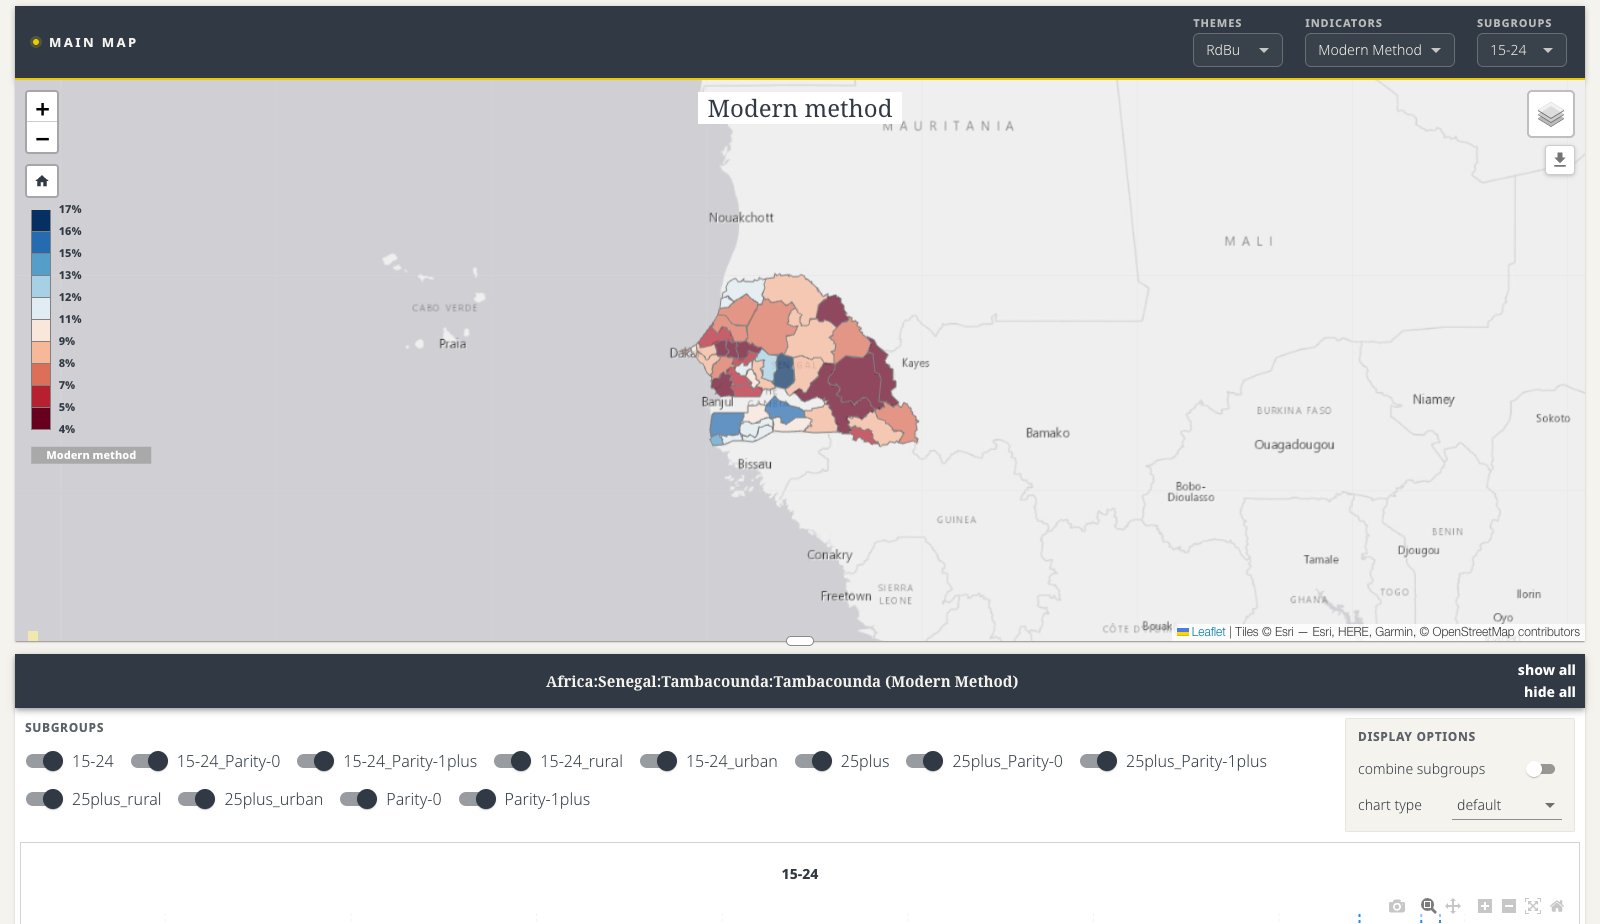 MAIN MAP
THEMES
RdBu
INDICATORS
Modern Method
SUBGROUPS
15-24
+
−
Modern method
MAURITANIA
Nouakchott
MALI
17%
16%
15%
13%
12%
11%
9%
8%
7%
5%
4%
Modern method
CABO VERDE
Praia
Kayes
Banjul
Bissau
Bamako
BURKINA FASO
Ouagadougou
Niamey
Sokoto
Bobo-
Dioulasso
GUINEA
BENIN
Conakry
Tamale
Djougou
Freetown
SIERRA
LEONE
GHANA
TOGO
Ilorin
Oyo
Leaflet | Tiles © Esri — Esri, HERE, Garmin, © OpenStreetMap contributors
Africa:Senegal:Tambacounda:Tambacounda (Modern Method)
show all
hide all
SUBGROUPS
15-24 15-24_Parity-0 15-24_Parity-1plus 15-24_rural 15-24_urban 25plus 25plus_Parity-0 25plus_Parity-1plus
25plus_rural 25plus_urban Parity-0 Parity-1plus
DISPLAY OPTIONS
combine subgroups
chart type default
15-24